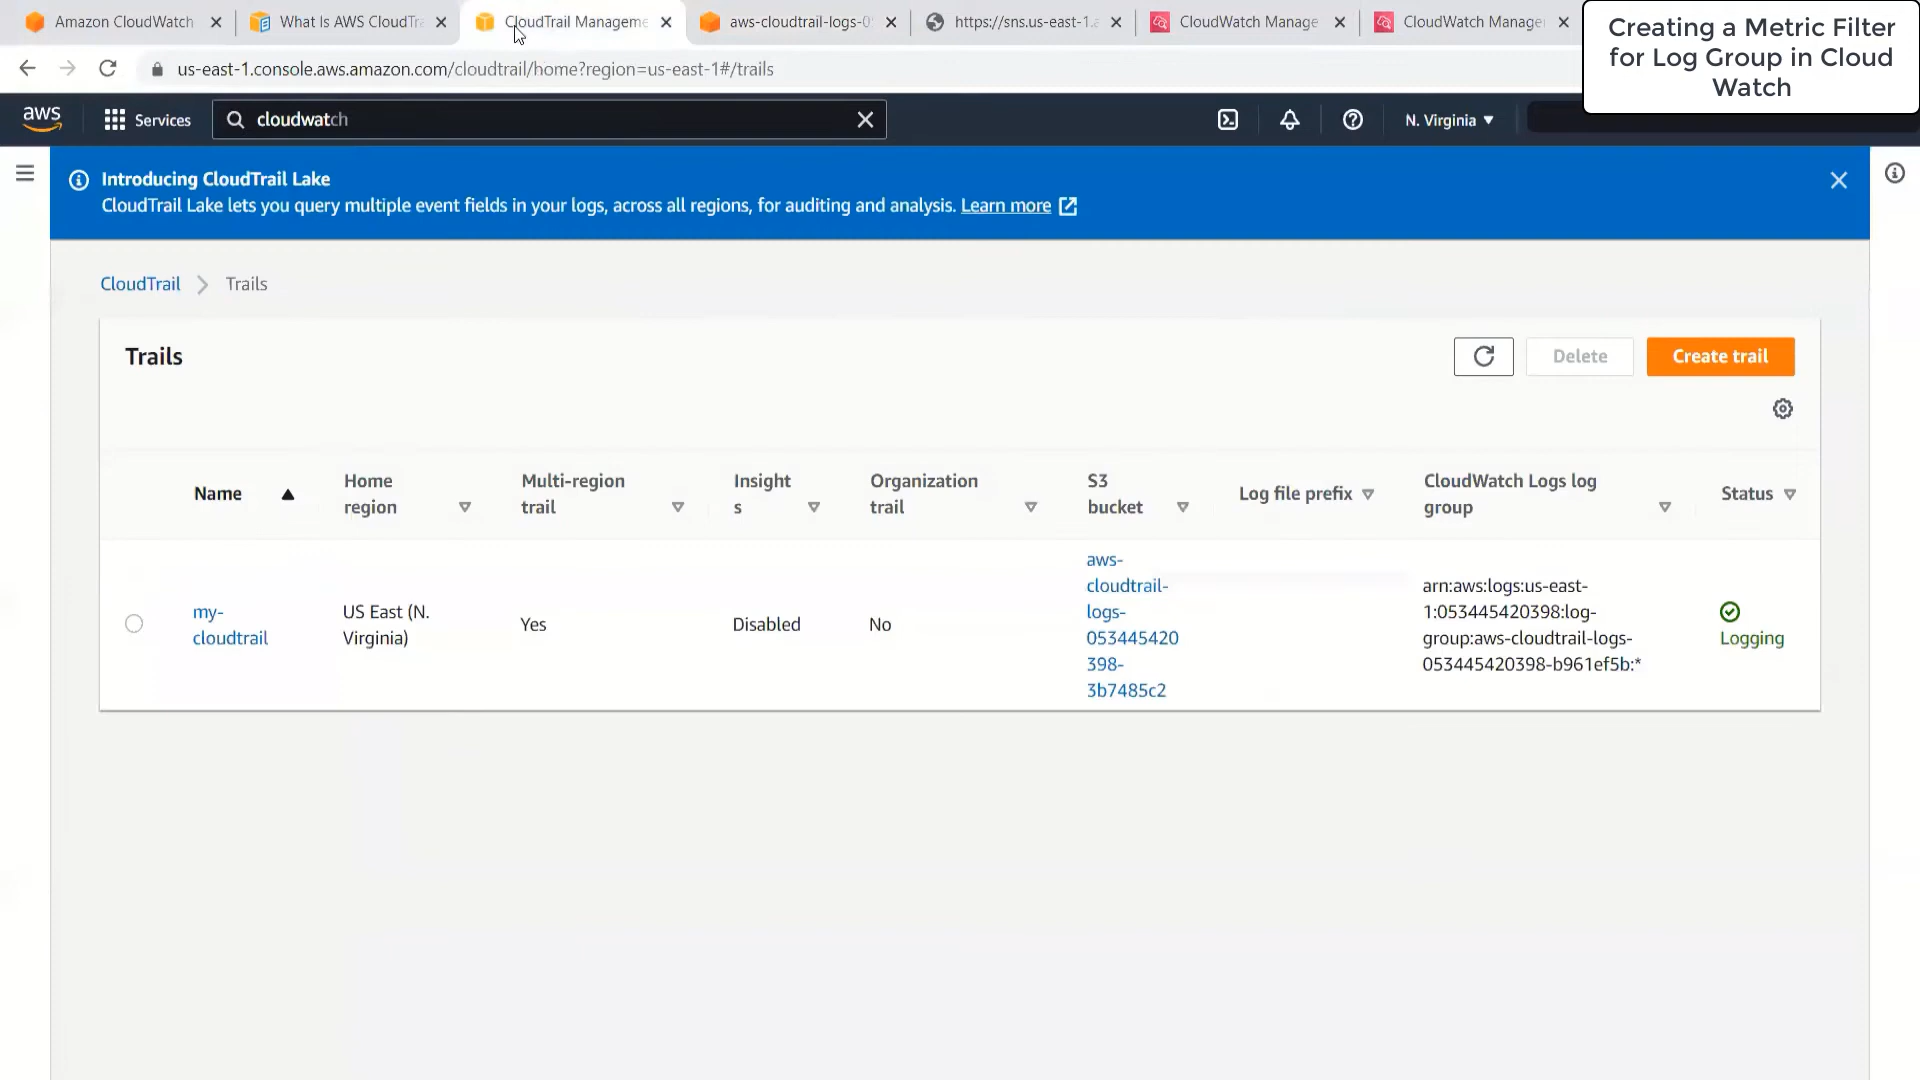 Amazon CloudWatch
What Is AWS CloudTra
CloudTrail Manageme
aws-cloudtrail-logs-0
https://sns.us-east-1.a
CloudWatch Manage
CloudWatch Manage
Creating a Metric Filter
for Log Group in Cloud
Watch
us-east-1.console.aws.amazon.com/cloudtrail/home?region=us-east-1#/trails
aws
Services
cloudwatch
N. Virginia
Introducing CloudTrail Lake
CloudTrail Lake lets you query multiple event fields in your logs, across all regions, for auditing and analysis. Learn more
CloudTrail
Trails
Trails
Delete
Create trail
Name
Home
region
Multi-region
trail
Insight
s
Organization
trail
S3
bucket
Log file prefix
CloudWatch Logs log
group
Status
my-
cloudtrail
US East (N.
Virginia)
Yes
Disabled
No
aws-
cloudtrail-
logs-
053445420
398-
3b7485c2
arn:aws:logs:us-east-
1:053445420398:log-
group:aws-cloudtrail-logs-
053445420398-b961ef5b:*
Logging